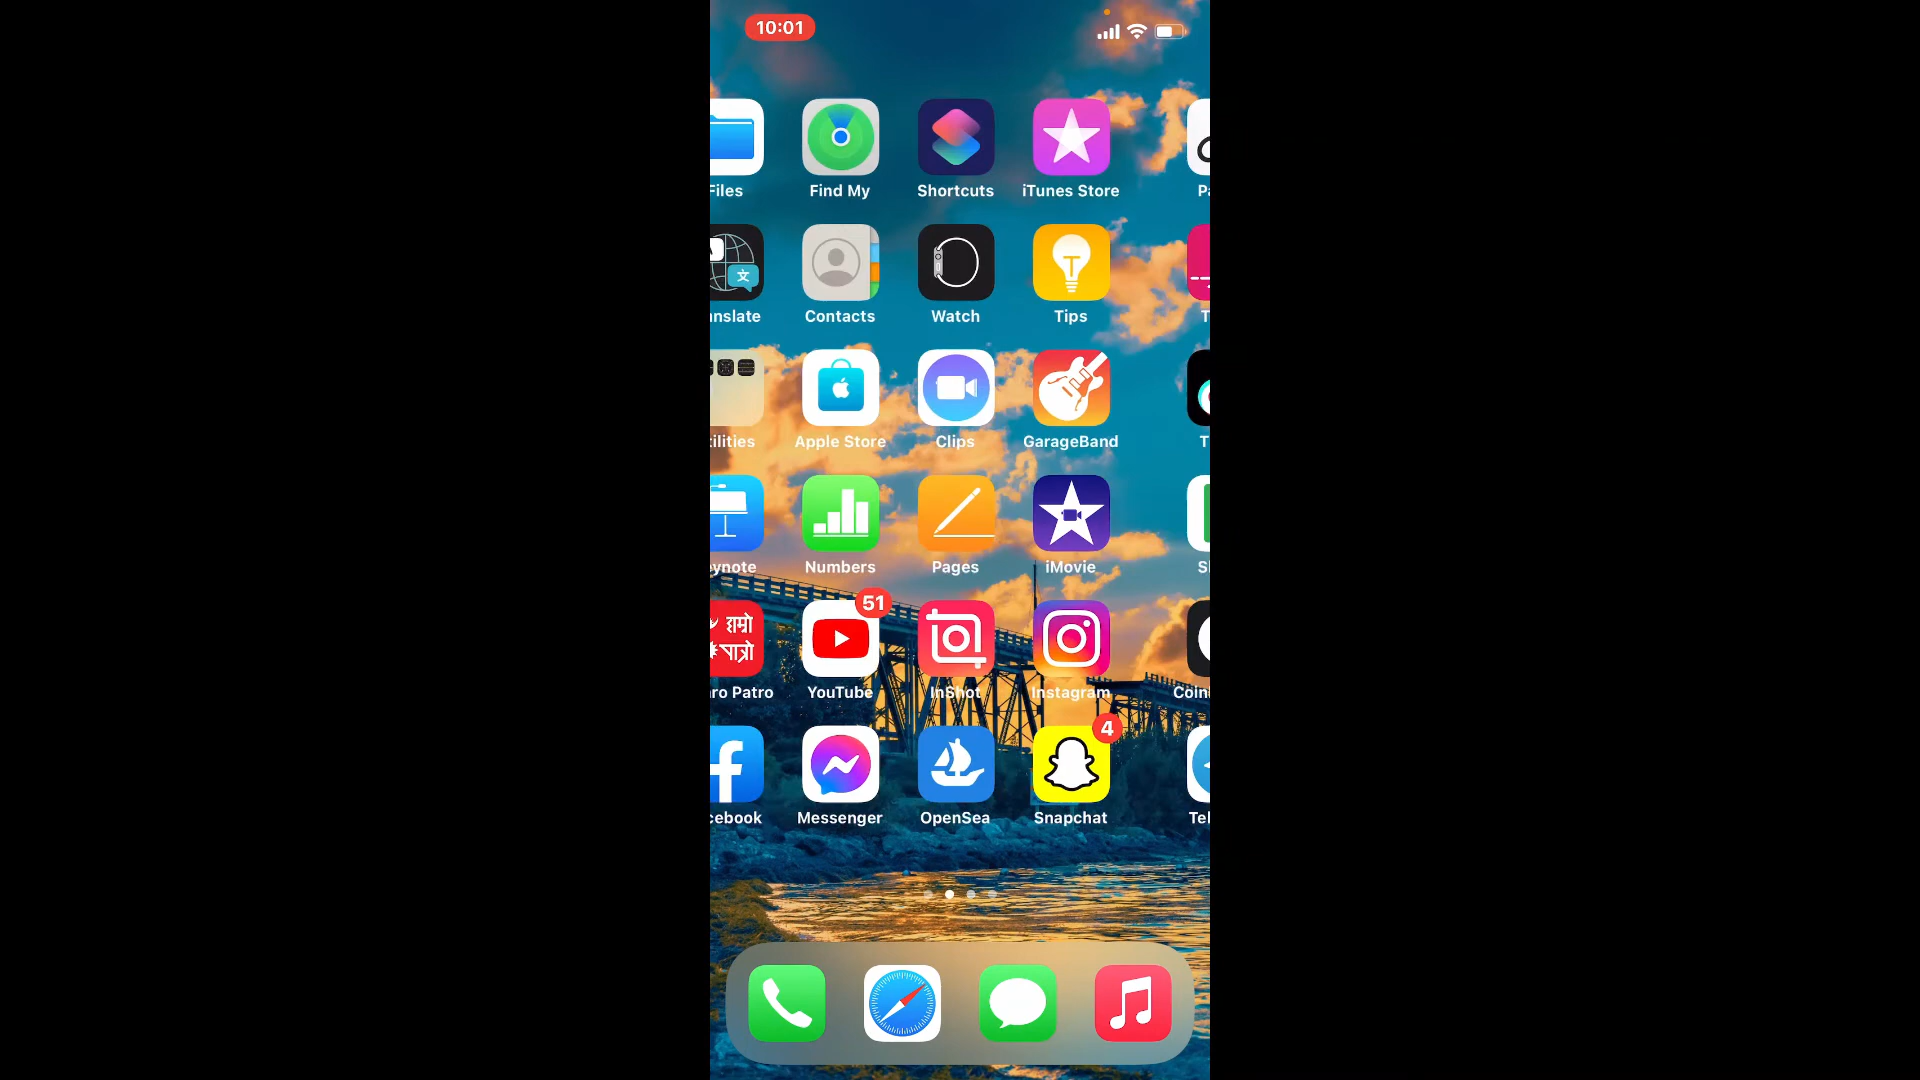 10:01
Files
Find My
Shortcuts
iTunes Store
nslate
Contacts
Watch
Tips
ilities
Apple Store
Clips
GarageBand
ynote
Numbers
Pages
iMovie
हाम्रो
पात्रो
51
ro Patro
YouTube
InShot
Instagram
Coin
4
cebook
Messenger
OpenSea
Snapchat
Tel